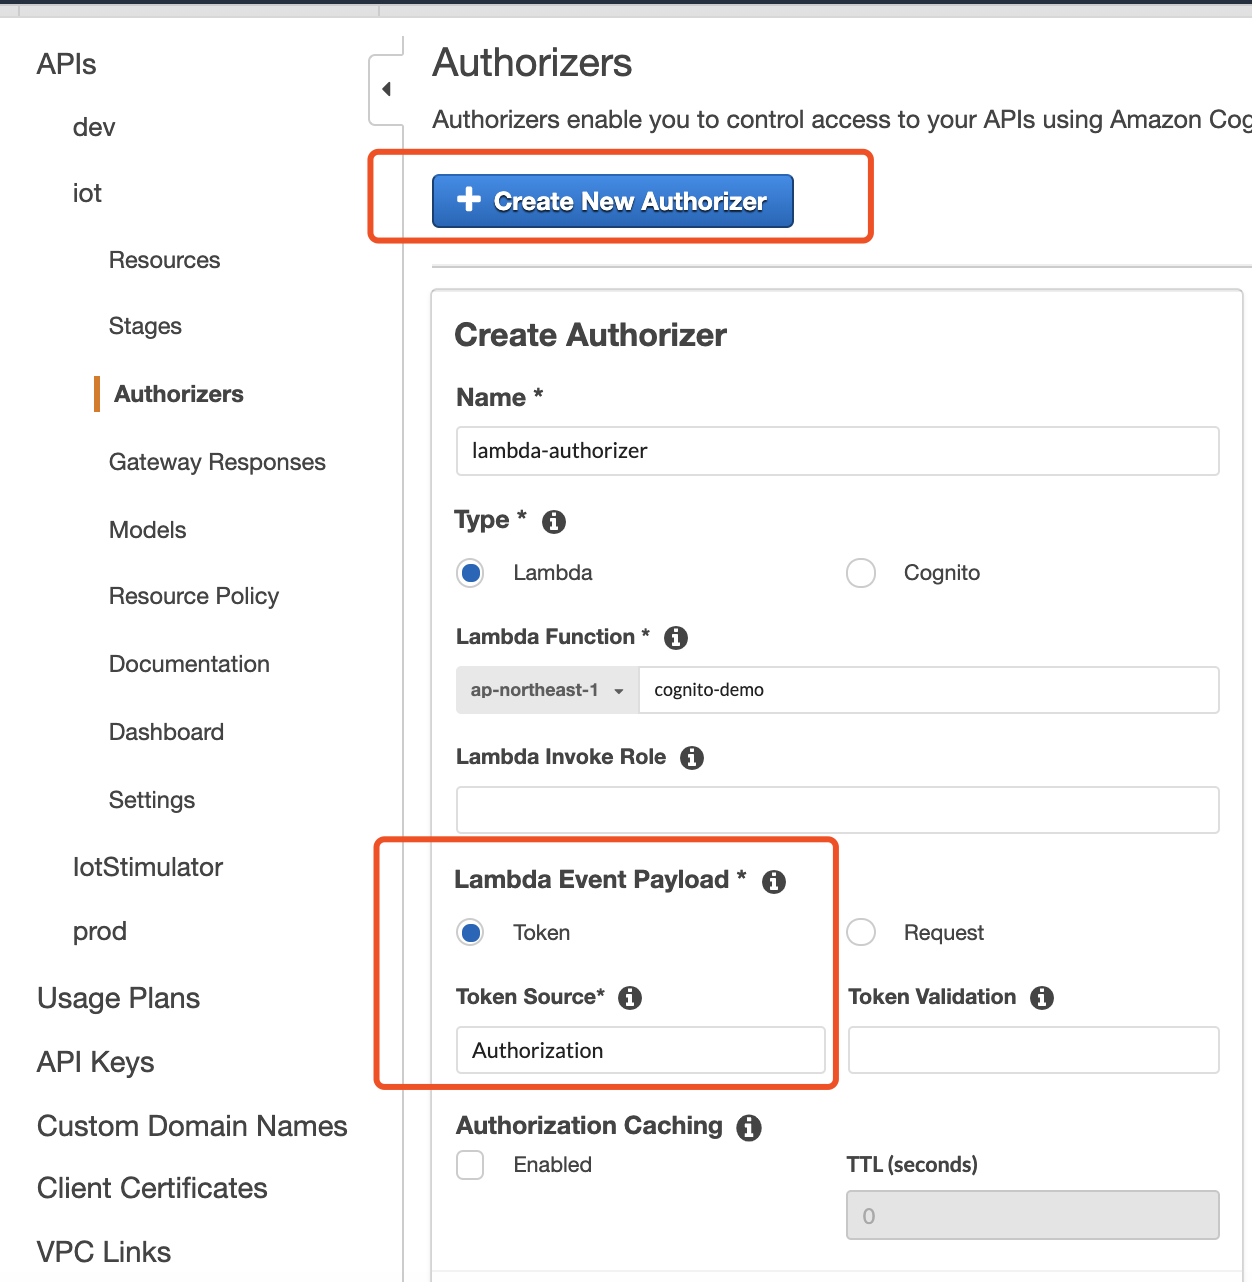 APIs
dev
iot
Resources
Stages
Authorizers
Gateway Responses
Models
Resource Policy
Documentation
Dashboard
Settings
IotStimulator
prod
Usage Plans
API Keys
Custom Domain Names
Client Certificates
VPC Links
Authorizers
Authorizers enable you to control access to your APIs using Amazon Cog
Create New Authorizer
Create Authorizer
Name *
lambda-authorizer
Type *
Lambda Cognito
Lambda Function *
ap-northeast-1 cognito-demo
Lambda Invoke Role
Lambda Event Payload *
Token Request
Token Source* Token Validation
Authorization
Authorization Caching
Enabled TTL (seconds)
0